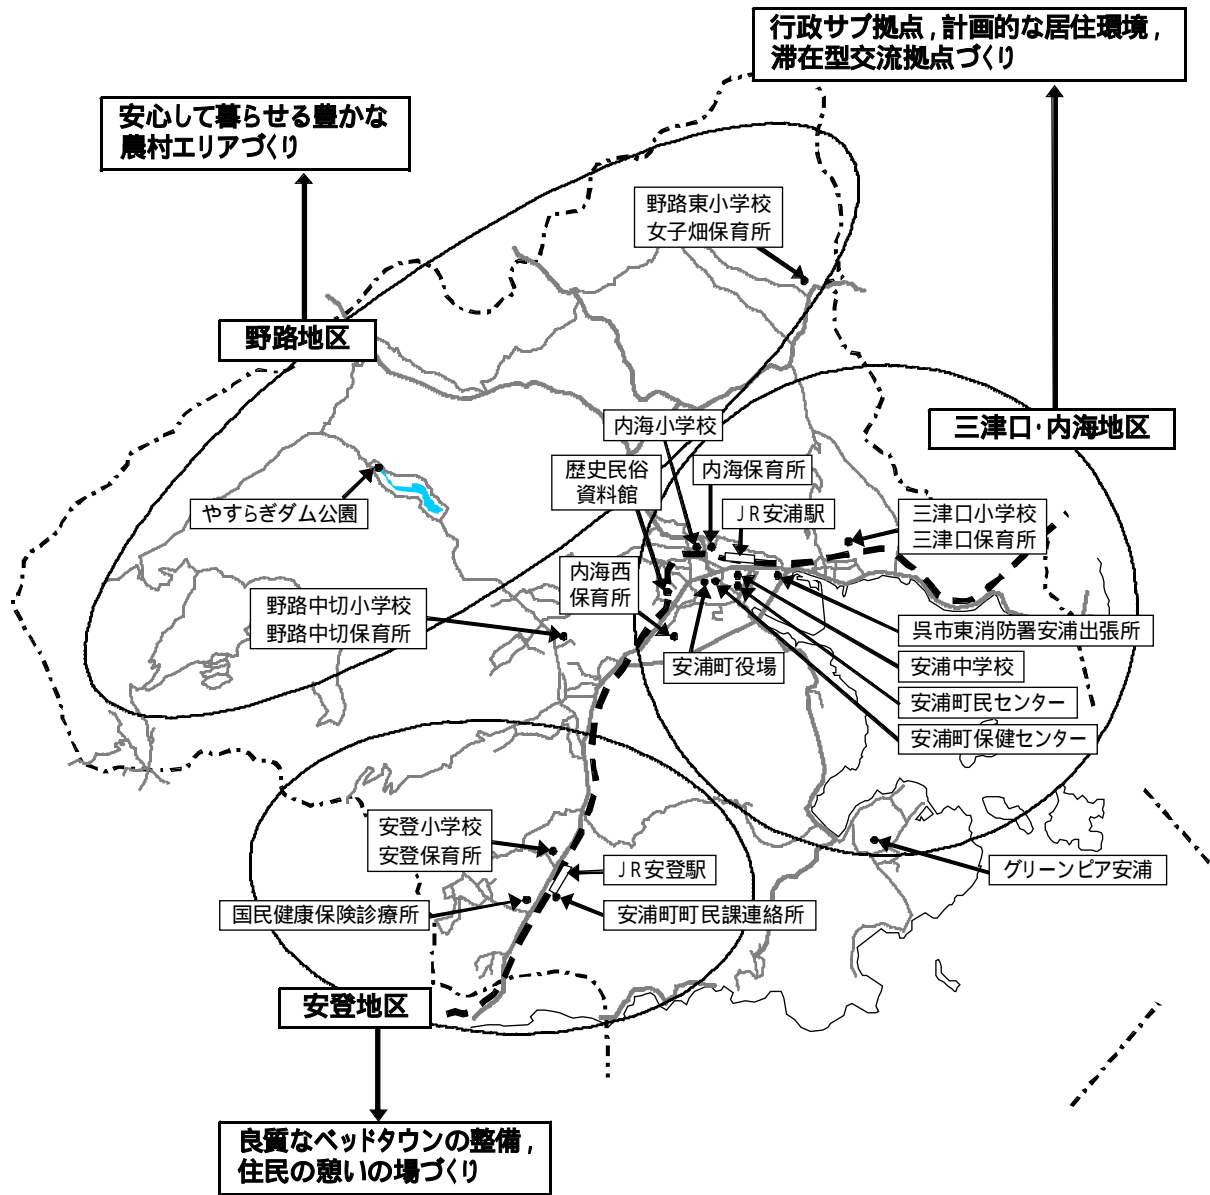 行政サブ拠点，計画的な居住環境，
滞在型交流拠点づくり
安心して暮らせる豊かな
農村エリアづくり
野路東小学校
女子畑保育所
野路地区
内海小学校
三津口・内海地区
歴史民俗
資料館
内海保育所
やすらぎダム公園
ＪＲ安浦駅
三津口小学校
三津口保育所
内海西
保育所
野路中切小学校
野路中切保育所
呉市東消防署安浦出張所
安浦町役場
安浦中学校
安浦町民センター
安浦町保健センター
安登小学校
安登保育所
ＪＲ安登駅
グリーンピア安浦
国民健康保険診療所
安浦町町民課連絡所
安登地区
良質なベッドタウンの整備，
住民の憩いの場づくり